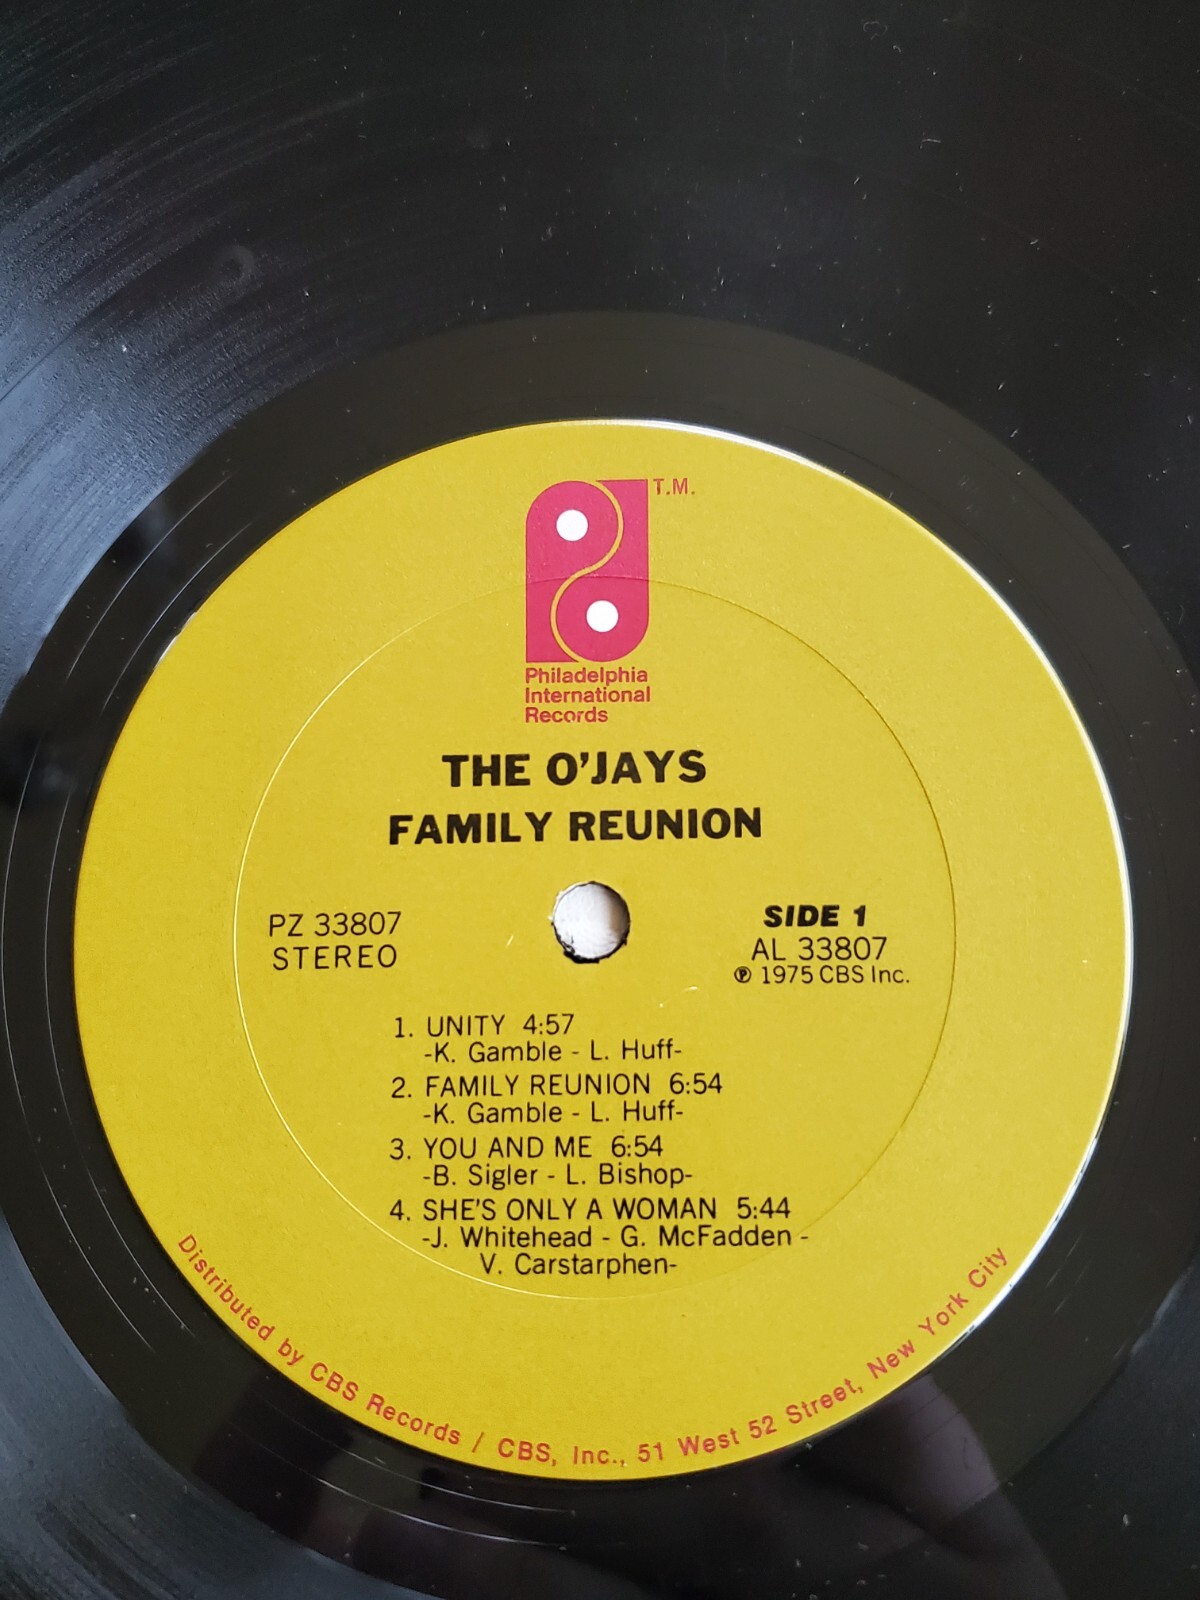 T.M.
Philadelphia
International
Records
THE O'JAYS
FAMILY REUNION
PZ 33807
STEREO
SIDE 1
AL 33807
℗ 1975 CBS Inc.
1. UNITY 4:57
-K. Gamble - L. Huff-
2. FAMILY REUNION 6:54
-K. Gamble - L. Huff-
3. YOU AND ME 6:54
-B. Sigler - L. Bishop-
4. SHE'S ONLY A WOMAN 5:44
-J. Whitehead - G. McFadden -
V. Carstarphen-
Distributed by CBS Records / CBS, Inc., 51 West 52 Street, New York City